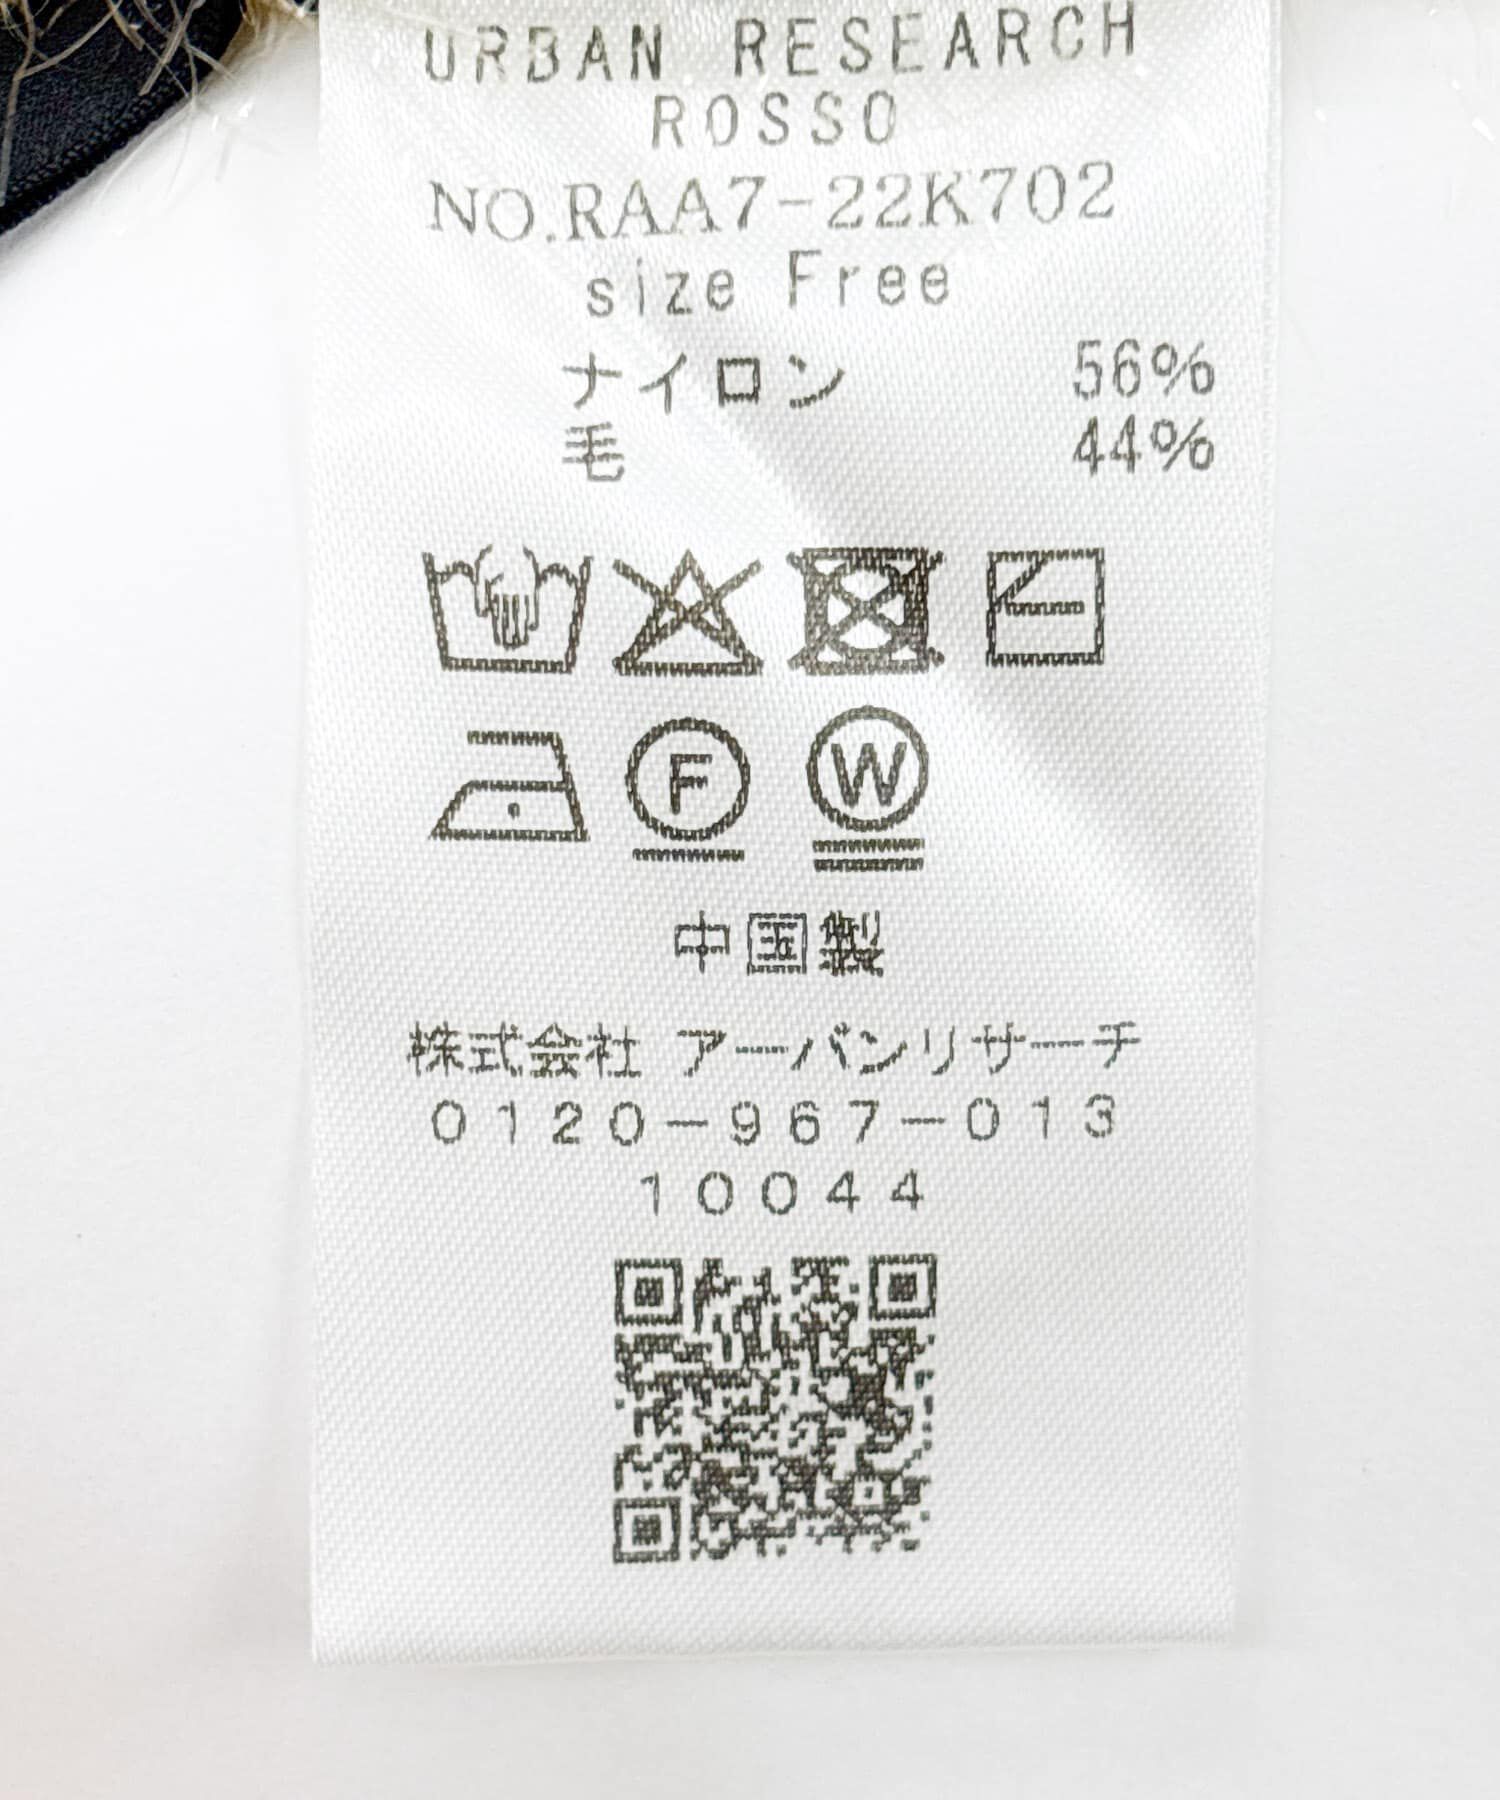 URBAN RESEARCH
ROSSO
NO.RAA7-22K702
size Free
ナイロン 56%
毛 44%
F W
中国製
株式会社 アーバンリサーチ
0120-967-013
10044